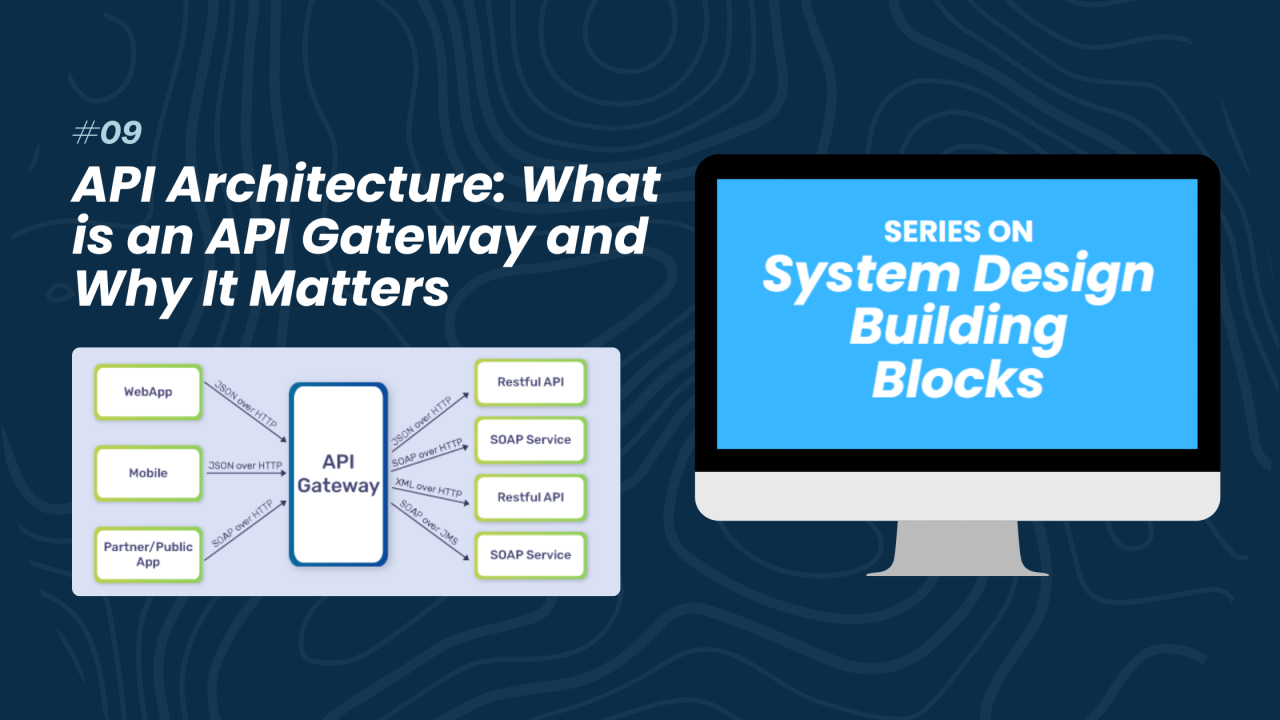 #09
API Architecture: What
is an API Gateway and
Why It Matters
WebApp
Mobile
Partner/Public
App
JSON over HTTP
JSON over HTTP
SOAP over HTTP
API
Gateway
JSON over HTTP
SOAP over HTTP
XML over HTTP
SOAP over JMS
Restful API
SOAP Service
Restful API
SOAP Service
SERIES ON
System Design
Building
Blocks